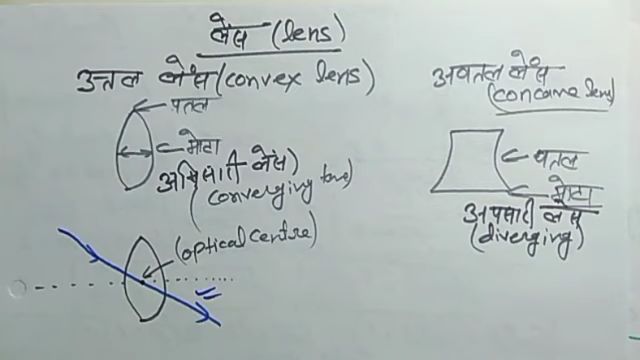 लेंस (lens)
उत्तल लेंस (convex lens)
पतल
मोटा
अभिसारी लेंस)
(converging lens)
(optical centre)
अवतल लेंस
(concave lens)
पतल
मोटा
अपसारी लेंस
(diverging)